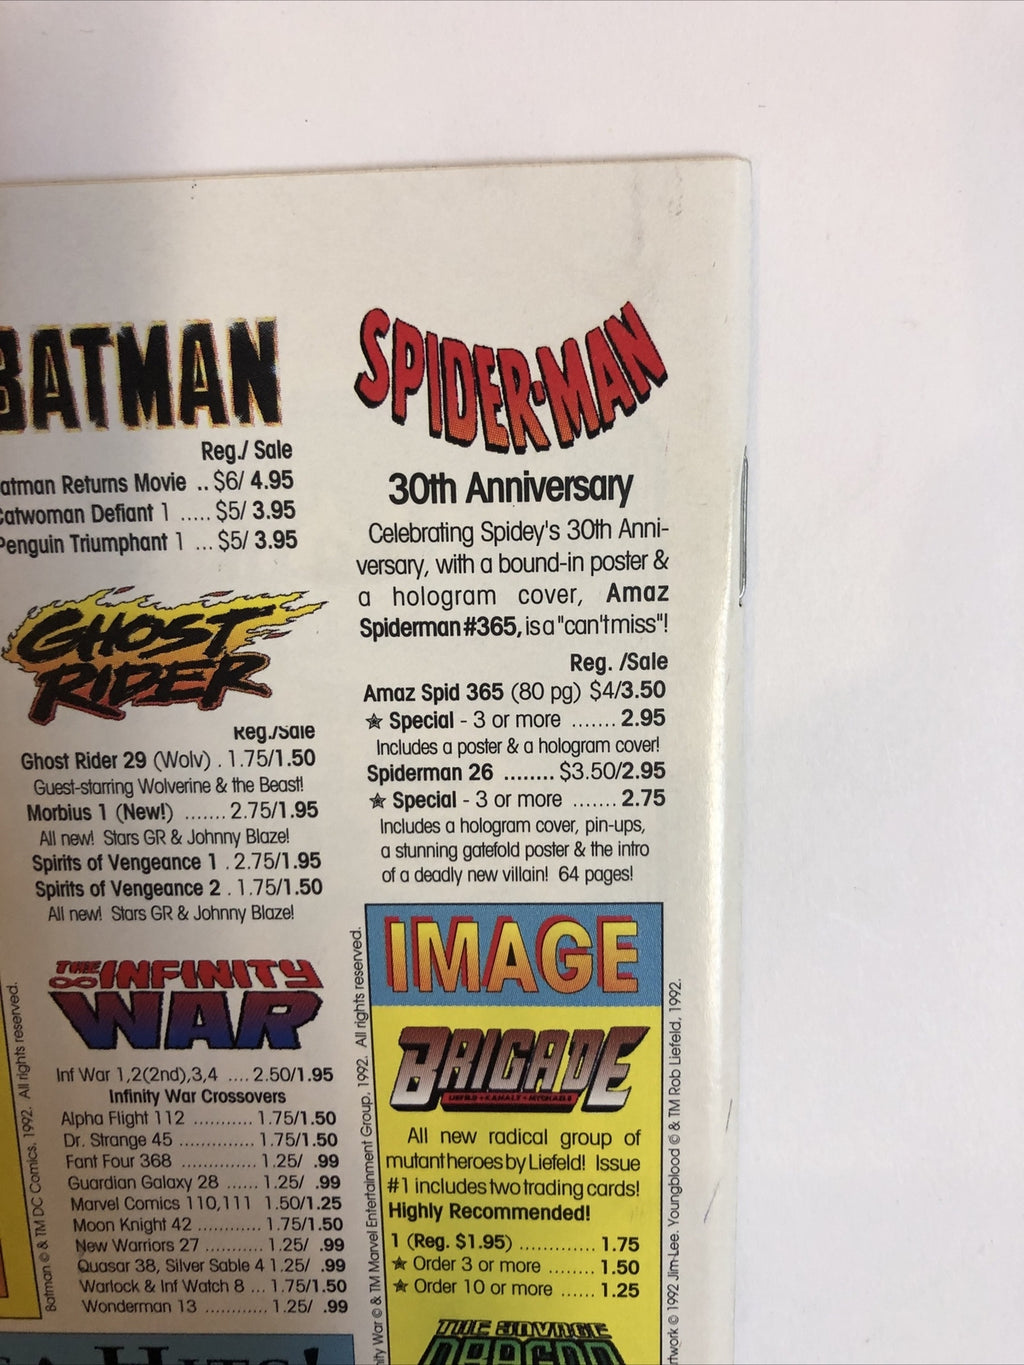 BATMAN
Reg./ Sale
atman Returns Movie .. $6/ 4.95
Catwoman Defiant 1 ..... $5/ 3.95
Penguin Triumphant 1 ... $5/ 3.95
GHOST
RIDER
Reg./Sale
Ghost Rider 29 (Wolv) . 1.75/1.50
Guest-starring Wolverine & the Beast!
Morbius 1 (New!) ....... 2.75/1.95
All new! Stars GR & Johnny Blaze!
Spirits of Vengeance 1 . 2.75/1.95
Spirits of Vengeance 2 . 1.75/1.50
All new! Stars GR & Johnny Blaze!
THE INFINITY
WAR
Inf War 1,2(2nd),3,4 .... 2.50/1.95
Infinity War Crossovers
Alpha Flight 112 ........... 1.75/1.50
Dr. Strange 45 ............. 1.75/1.50
Fant Four 368 ............. 1.25/ .99
Guardian Galaxy 28 ...... 1.25/ .99
Marvel Comics 110,111 1.50/1.25
Moon Knight 42 ............ 1.75/1.50
New Warriors 27 ........... 1.25/ .99
Quasar 38, Silver Sable 4 1.25/ .99
Warlock & Inf Watch 8 ... 1.75/1.50
Wonderman 13 ............ 1.25/ .99
Batman © & TM DC Comics, 1992. All rights reserved.
SPIDER-MAN
30th Anniversary
Celebrating Spidey's 30th Anni-
versary, with a bound-in poster &
a hologram cover, Amaz
Spiderman #365, is a "can't miss"!
Reg. /Sale
Amaz Spid 365 (80 pg) $4/3.50
★ Special - 3 or more ....... 2.95
Includes a poster & a hologram cover!
Spiderman 26 ........ $3.50/2.95
★ Special - 3 or more ....... 2.75
Includes a hologram cover, pin-ups,
a stunning gatefold poster & the intro
of a deadly new villain! 64 pages!
IMAGE
BRIGADE
LIEFELD • KANALZ • MICHAELS
All new radical group of
mutant heroes by Liefeld! Issue
#1 includes two trading cards!
Highly Recommended!
1 (Reg. $1.95) .............. 1.75
★ Order 3 or more ....... 1.50
★ Order 10 or more ...... 1.25
THE SAVAGE
DRAGON
ity War © & TM Marvel Entertainment Group, 1992. All rights reserved.
rtwork © 1992 Jim Lee. Youngblood © & TM Rob Liefeld, 1992.
HITS!